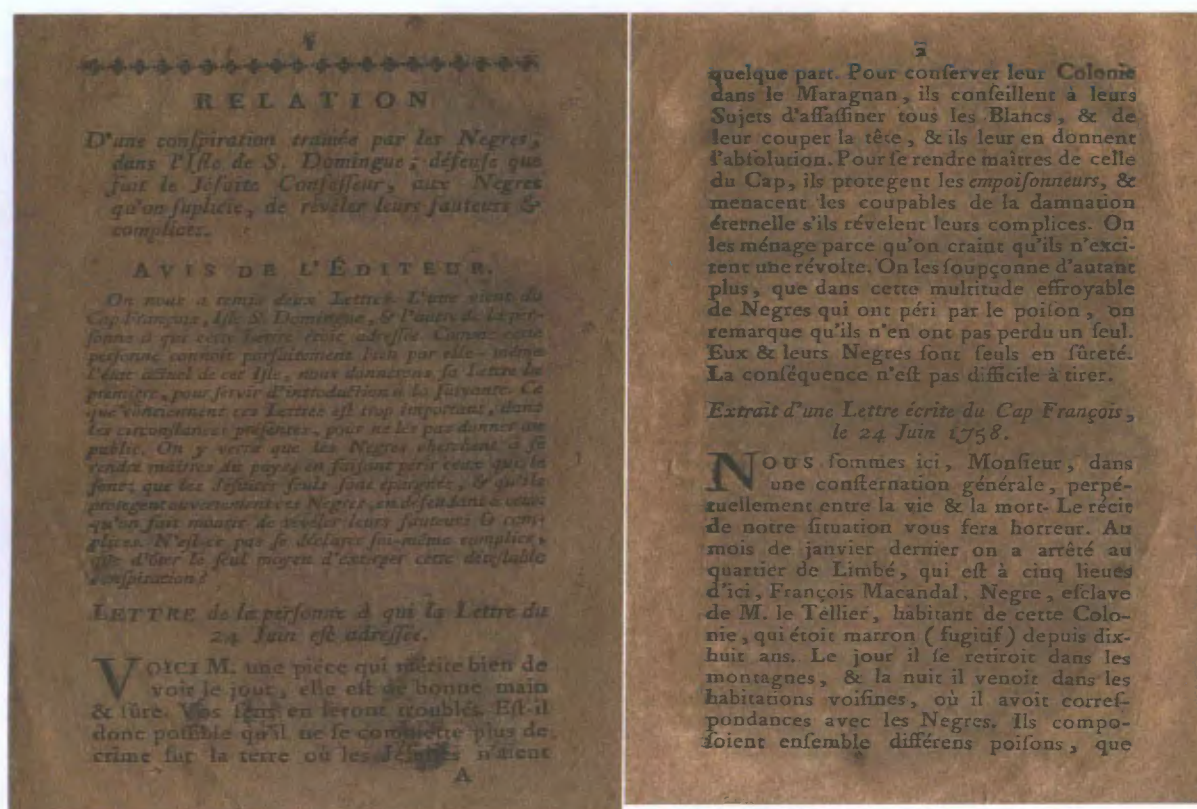 RELATION
D'une conſpiration tramée par les Negres,
dans l'Iſle de S. Domingue; défenſe que
fait le Jéſuite Confeſſeur, aux Negres
qu'on ſuplicie, de révéler leurs fauteurs &
complices.
AVIS DE L'ÉDITEUR.
On nous a remis deux Lettres. L'une vient du
Cap François, Iſle S. Domingue, & l'autre de la per-
ſonne à qui cette Lettre étoit adreſſée. Comme cette
perſonne connoît parfaitement bien par elle-même
l'état actuel de cet Iſle, nous donnerons ſa Lettre la
premiere, pour ſervir d'introduction à la ſuivante. Ce
que contiennent ces Lettres eſt trop important, dans
les circonſtances préſentes, pour ne les pas donner au
public. On y verra que les Negres cherchent à ſe
rendre maîtres du payes en faiſant périr ceux qui le
ſont; que les Jéſuites ſeuls ſont épargnés, & qu'ils
protegent ouvertement ces Negres, en défendant à ceux
qu'on fait mourir de révéler leurs fauteurs & com-
plices. N'eſt-ce pas ſe déclarer ſoi-même complice,
que d'ôter le ſeul moyen d'extirper cette déteſtable
conſpiration?
LETTRE de la perſonne à qui la Lettre du
24 Juin eſt adreſſée.
VOICI M. une piéce qui mérite bien de
voir le jour, elle eſt de bonne main
& ſûre. Vos ſens en ſeront troublés. Eſt-il
donc poſſible qu'il ne ſe commette plus de
crime ſur la terre où les Jéſuites n'aient
A
2
quelque part. Pour conſerver leur Colonie
dans le Maragnan, ils conſeillent à leurs
Sujets d'aſſaſſiner tous les Blancs, & de
leur couper la tête, & ils leur en donnent
l'abſolution. Pour ſe rendre maîtres de celle
du Cap, ils protegent les empoiſonneurs, &
menacent les coupables de la damnation
éternelle s'ils révelent leurs complices. On
les ménage parce qu'on craint qu'ils n'exci-
tent une révolte. On les ſoupçonne d'autant
plus, que dans cette multitude effroyable
de Negres qui ont péri par le poiſon, on
remarque qu'ils n'en ont pas perdu un ſeul.
Eux & leurs Negres ſont ſeuls en ſûreté.
La conſéquence n'eſt pas difficile à tirer.
Extrait d'une Lettre écrite du Cap François,
le 24 Juin 1758.
NOUS ſommes ici, Monſieur, dans
une conſternation générale, perpé-
tuellement entre la vie & la mort. Le récit
de notre ſituation vous fera horreur. Au
mois de janvier dernier on a arrêté au
quartier de Limbé, qui eſt à cinq lieues
d'ici, François Macandal, Negre, eſclave
de M. le Tellier, habitant de cette Colo-
nie, qui étoit marron (fugitif) depuis dix-
huit ans. Le jour il ſe retiroit dans les
montagnes, & la nuit il venoit dans les
habitations voiſines, où il avoit correſ-
pondances avec les Negres. Ils compo-
ſoient enſemble différens poiſons, que